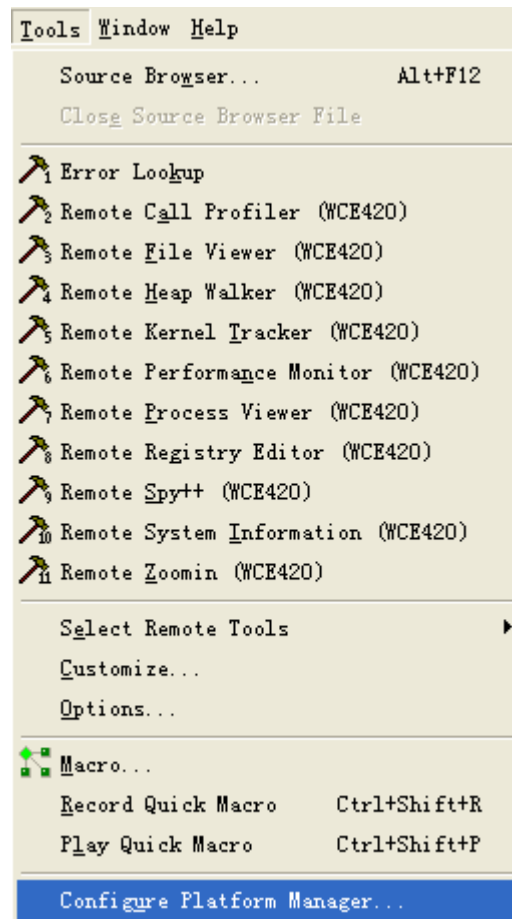 Tools Window Help
Source Browser... Alt+F12
Close Source Browser File
1 Error Lookup
2 Remote Call Profiler (WCE420)
3 Remote File Viewer (WCE420)
4 Remote Heap Walker (WCE420)
5 Remote Kernel Tracker (WCE420)
6 Remote Performance Monitor (WCE420)
7 Remote Process Viewer (WCE420)
8 Remote Registry Editor (WCE420)
9 Remote Spy++ (WCE420)
10 Remote System Information (WCE420)
11 Remote Zoomin (WCE420)
Select Remote Tools
Customize...
Options...
Macro...
Record Quick Macro Ctrl+Shift+R
Play Quick Macro Ctrl+Shift+P
Configure Platform Manager...